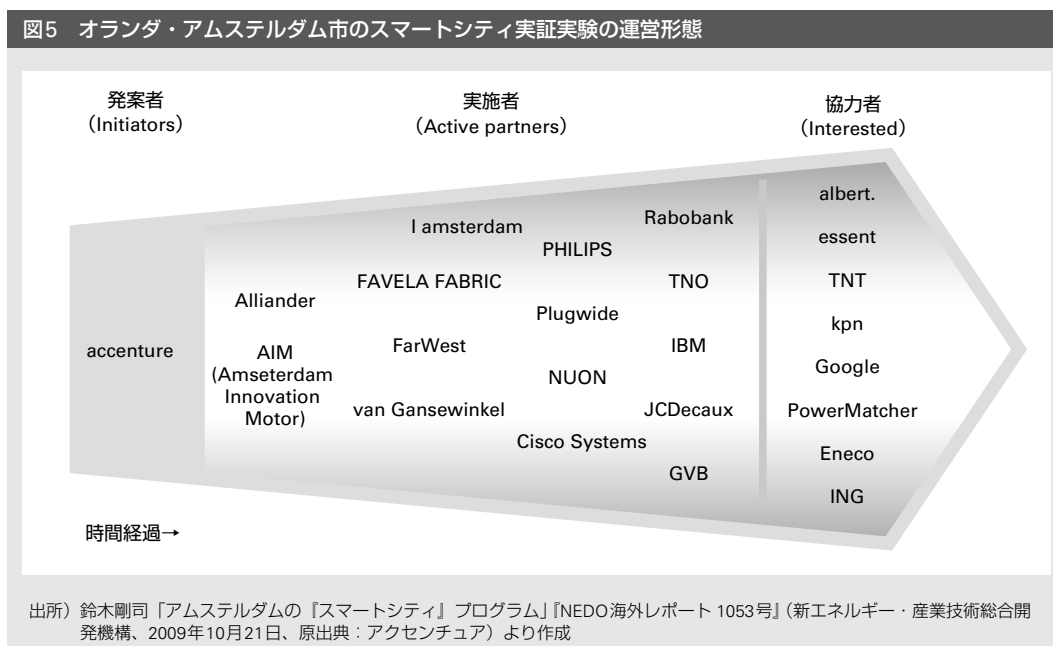 図5 オランダ・アムステルダム市のスマートシティ実証実験の運営形態
発案者
(Initiators)
実施者
(Active partners)
協力者
(Interested)
accenture
Alliander
AIM
(Amseterdam
Innovation
Motor)
I amsterdam
FAVELA FABRIC
FarWest
van Gansewinkel
PHILIPS
Plugwide
NUON
Cisco Systems
Rabobank
TNO
IBM
JCDecaux
GVB
albert.
essent
TNT
kpn
Google
PowerMatcher
Eneco
ING
時間経過→
出所)鈴木剛司「アムステルダムの『スマートシティ』プログラム」『NEDO海外レポート 1053号』(新エネルギー・産業技術総合開
発機構、2009年10月21日、原出典:アクセンチュア)より作成